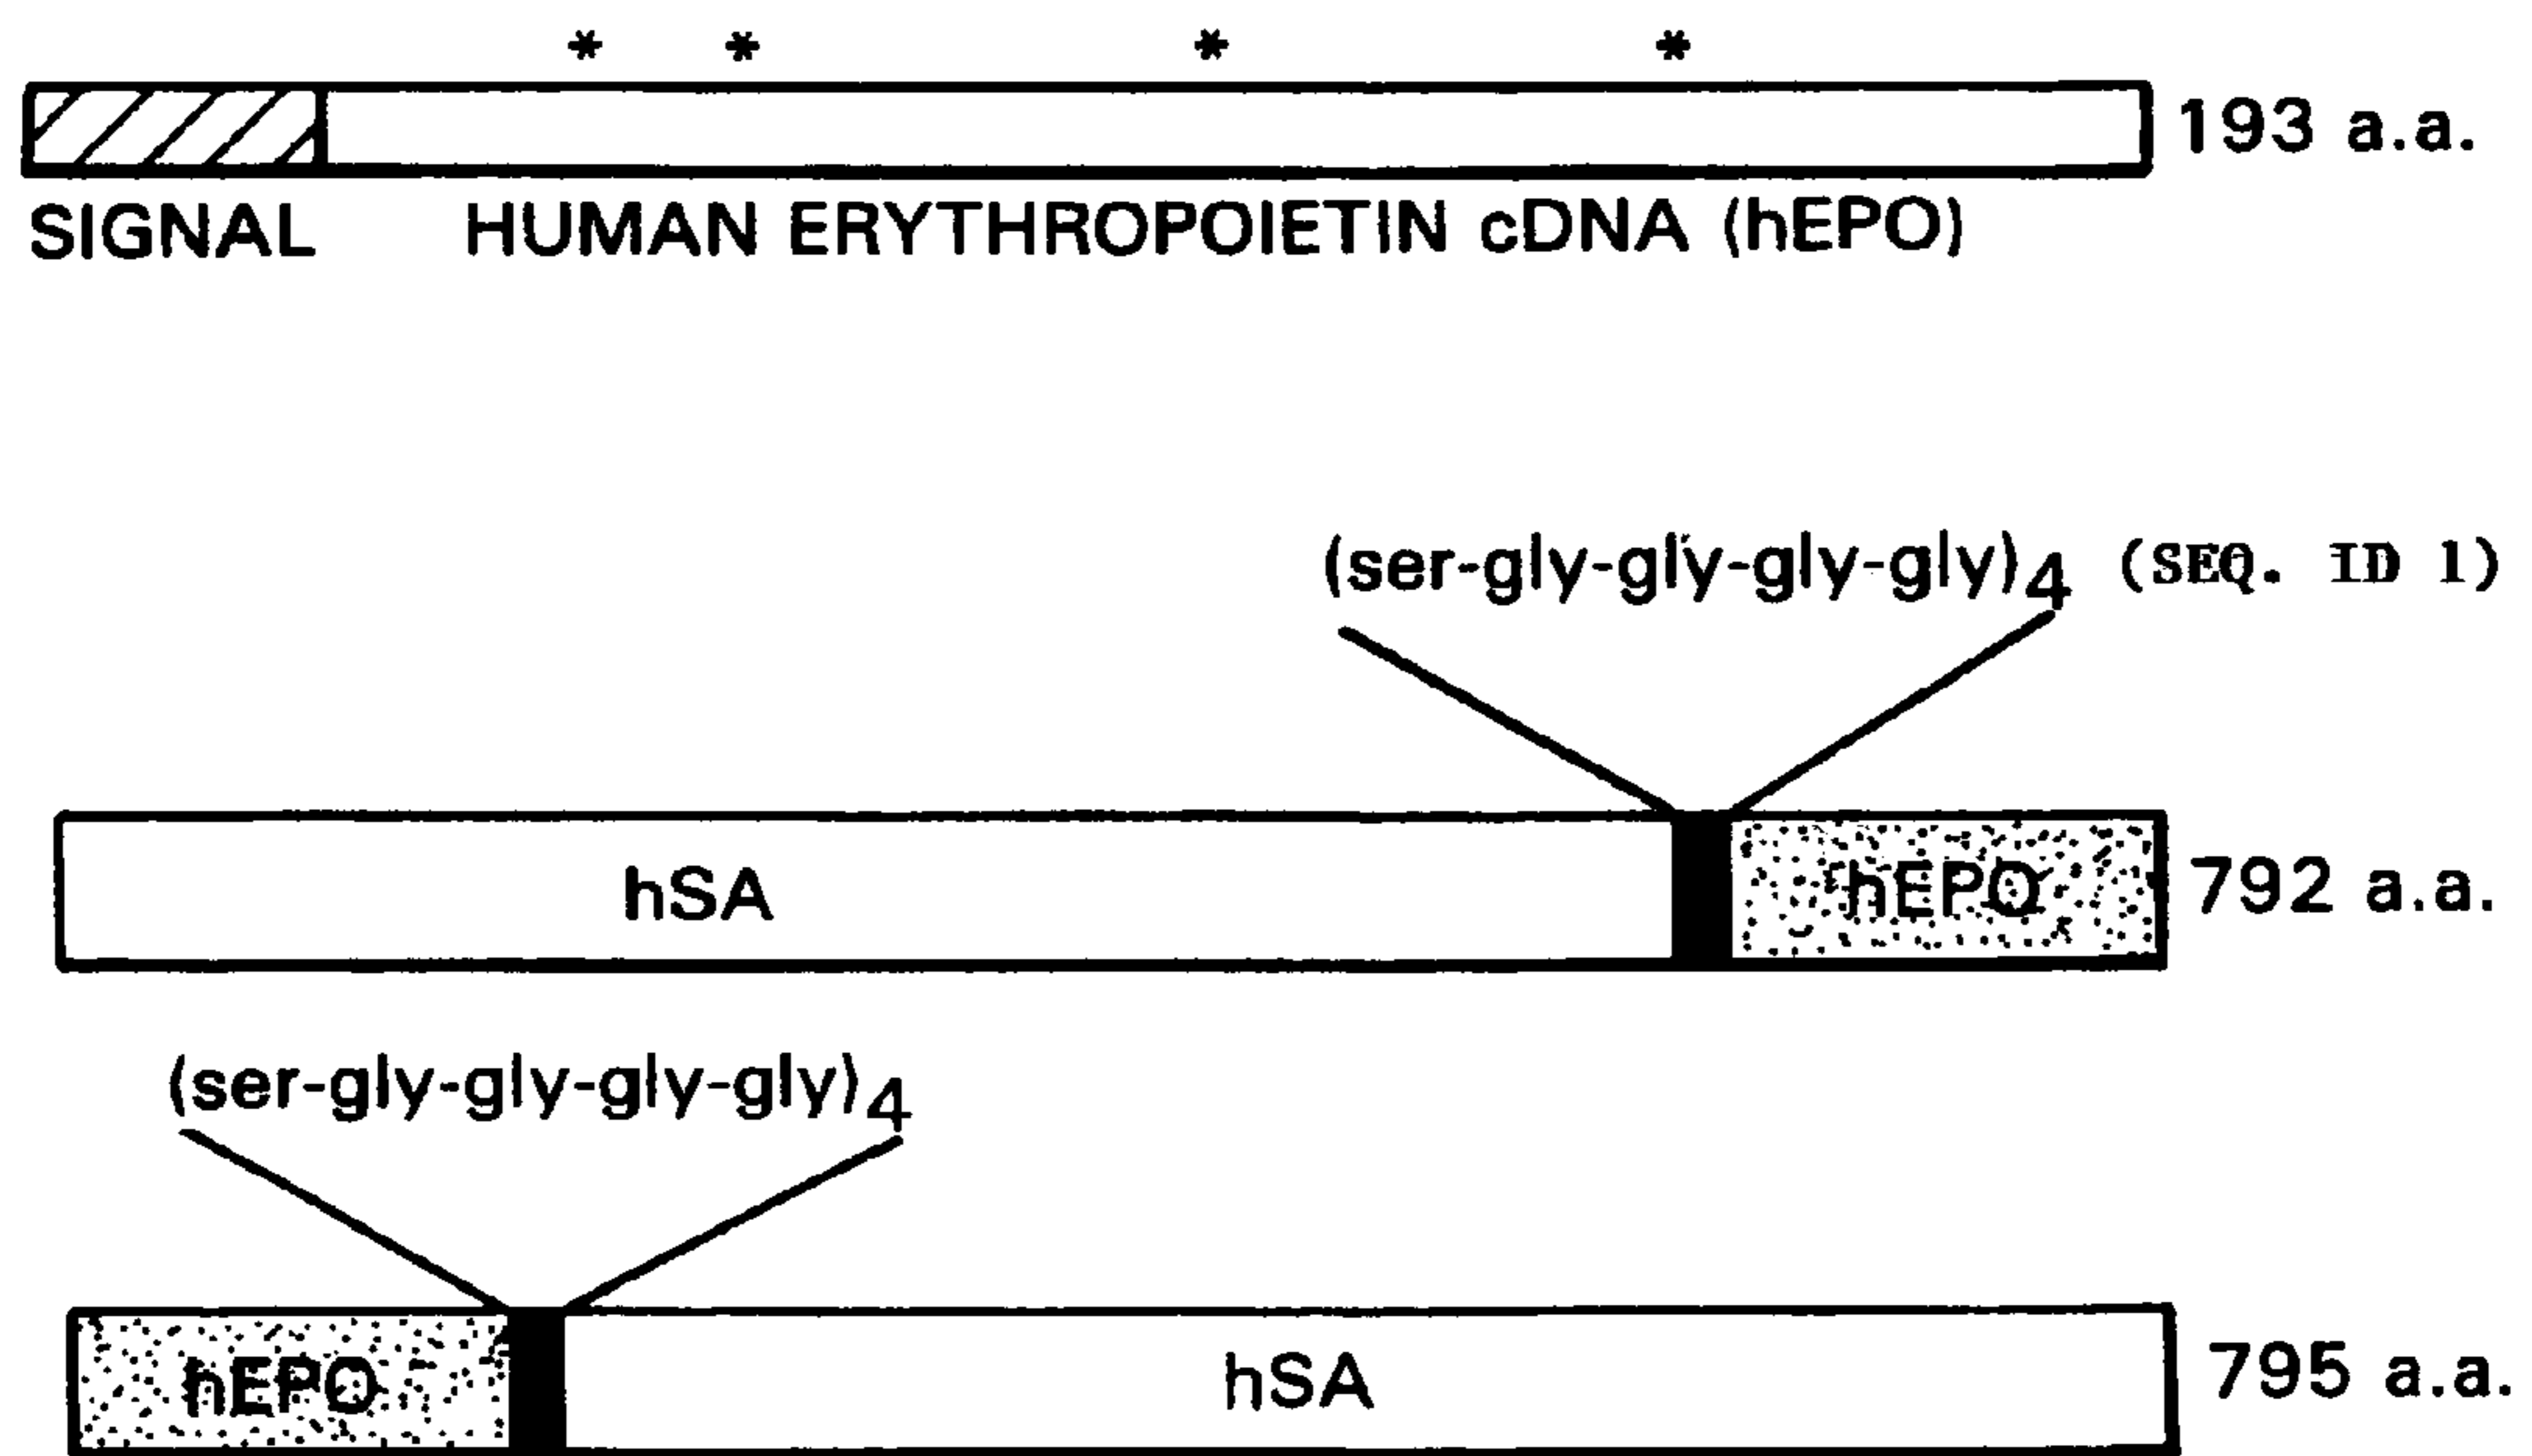 * * * *
193 a.a.
SIGNAL HUMAN ERYTHROPOIETIN cDNA (hEPO)
(ser-gly-gly-gly-gly)4 (SEQ. ID 1)
hSA hEPO 792 a.a.
(ser-gly-gly-gly-gly)4
hEPO hSA 795 a.a.